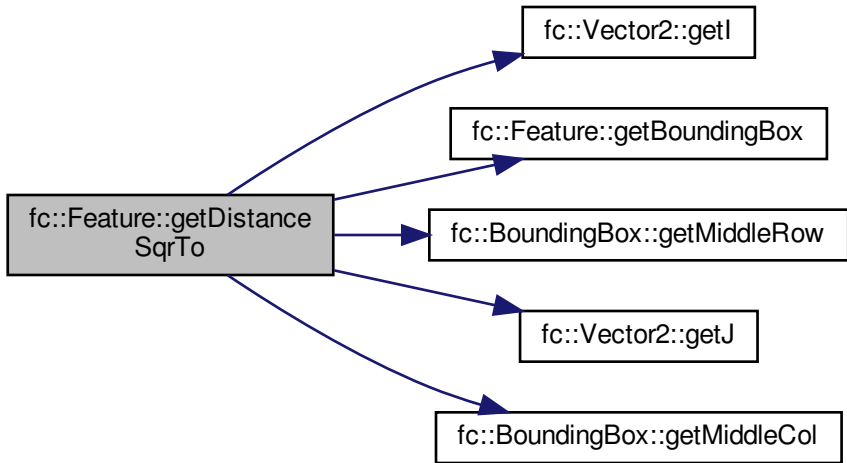 fc::Vector2::getI
fc::Feature::getBoundingBox
fc::Feature::getDistance
SqrTo
fc::BoundingBox::getMiddleRow
fc::Vector2::getJ
fc::BoundingBox::getMiddleCol